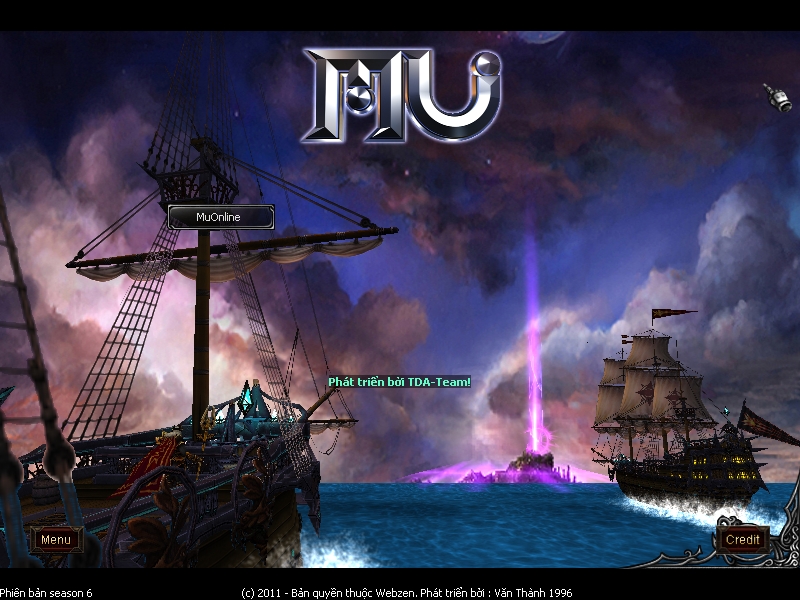 MU
MuOnline
Phát triển bởi TDA-Team!
Menu
Credit
Phiên bản season 6
(c) 2011 - Bản quyền thuộc Webzen. Phát triển bởi : Văn Thành 1996